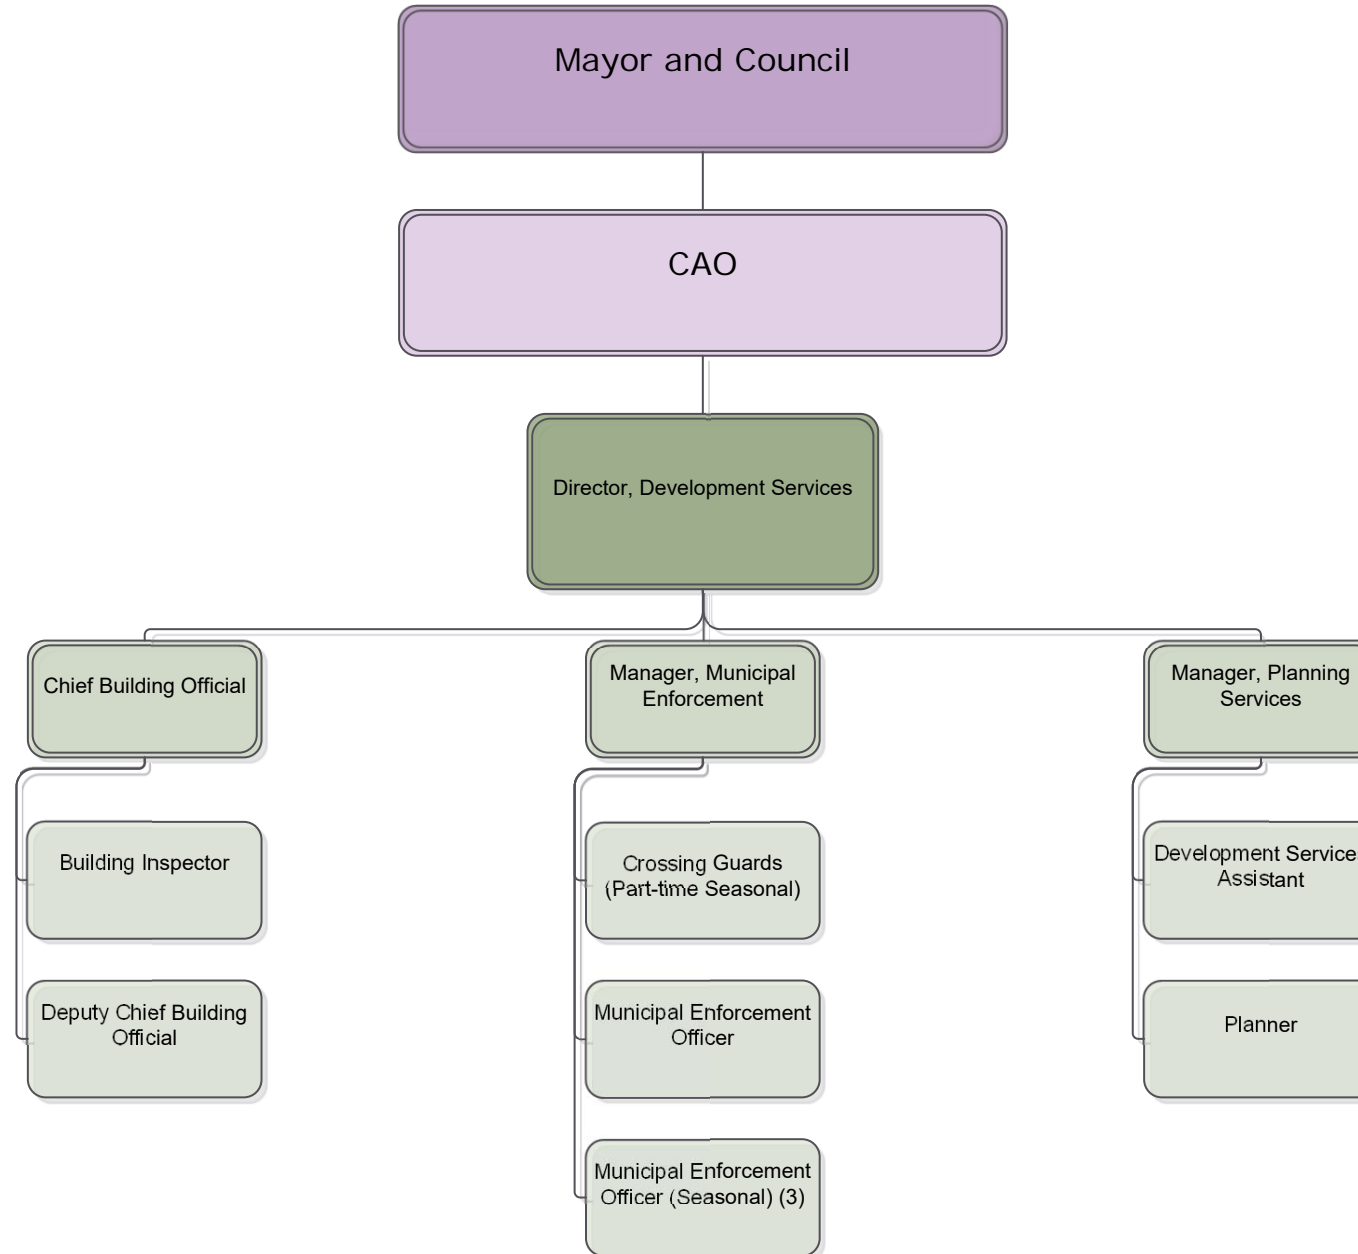 Mayor and Council
CAO
Director, Development Services
Chief Building Official
Manager, Municipal
Enforcement
Manager, Planning
Services
Building Inspector
Crossing Guards
(Part-time Seasonal)
Development Service
Assistant
Deputy Chief Building
Official
Municipal Enforcement
Officer
Planner
Municipal Enforcement
Officer (Seasonal) (3)